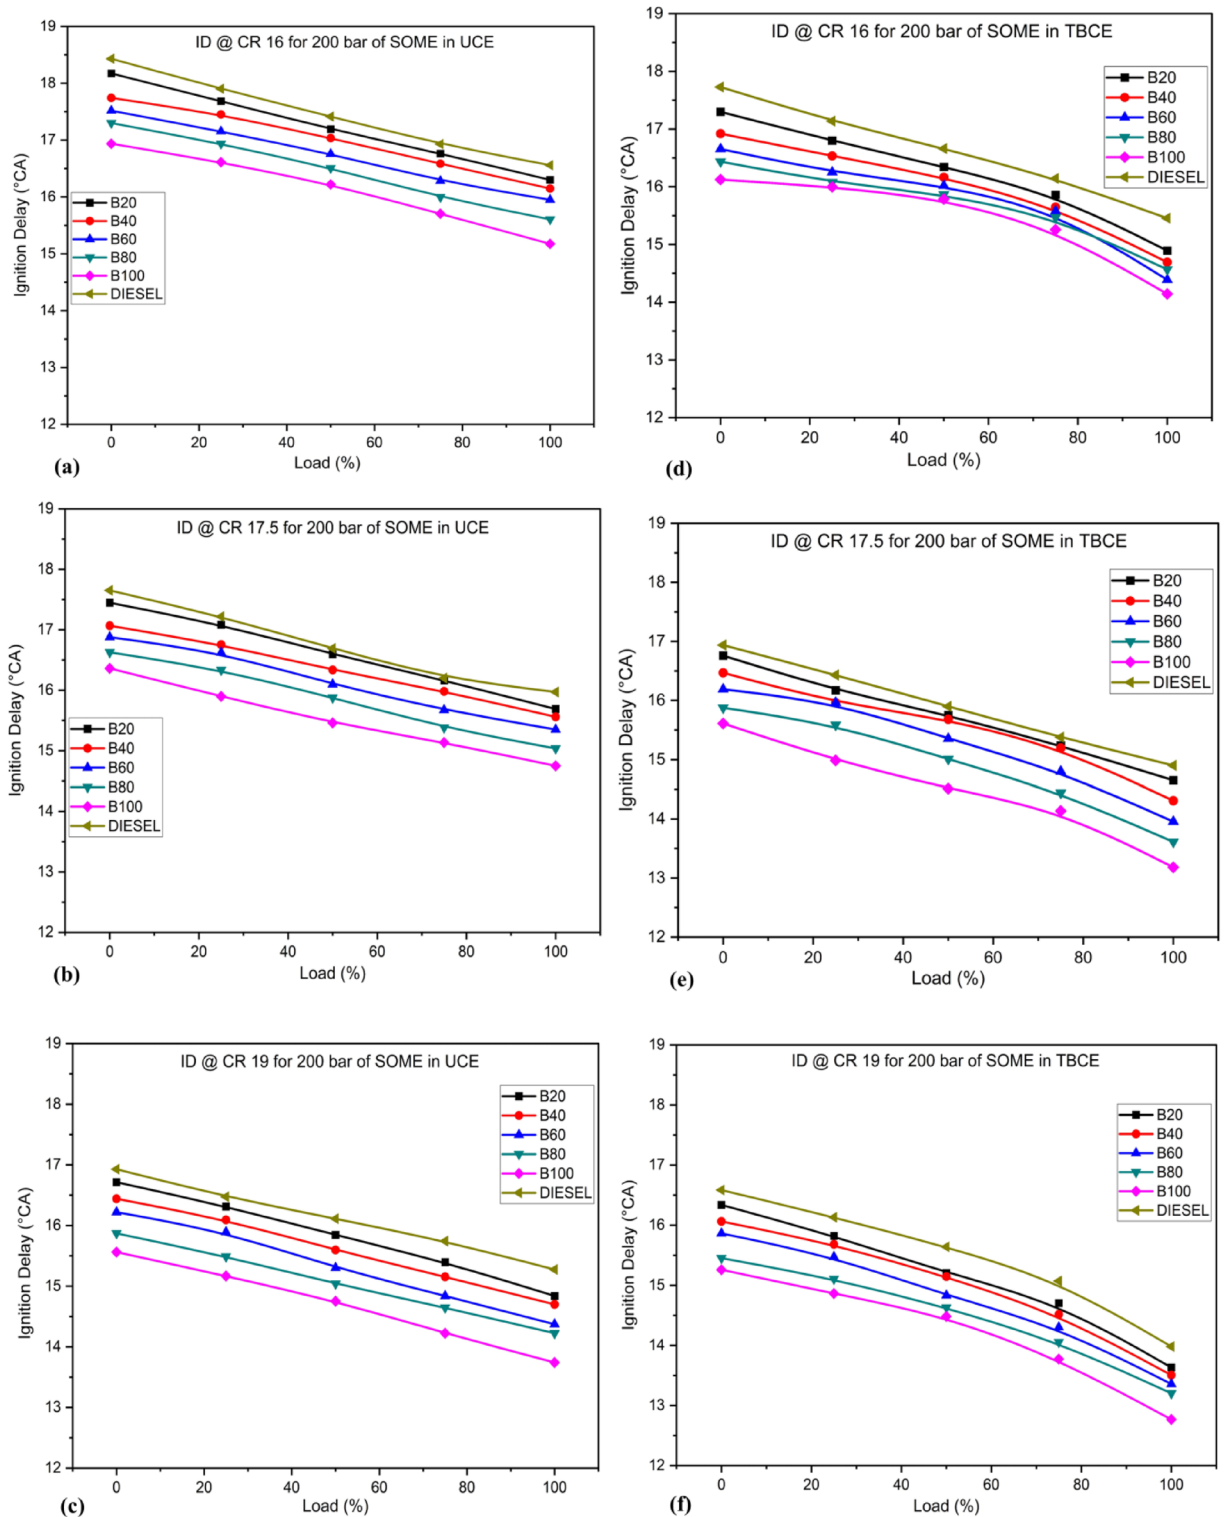 ID @ CR 16 for 200 bar of SOME in UCE
19
18
17
16
15
14
13
12
Ignition Delay (°CA)
B20
B40
B60
B80
B100
DIESEL
0 20 40 60 80 100
Load (%)
(a)
ID @ CR 16 for 200 bar of SOME in TBCE
19
18
17
16
15
14
13
12
Ignition Delay (°CA)
B20
B40
B60
B80
B100
DIESEL
0 20 40 60 80 100
Load (%)
(d)
ID @ CR 17.5 for 200 bar of SOME in UCE
19
18
17
16
15
14
13
12
Ignition Delay (°CA)
B20
B40
B60
B80
B100
DIESEL
0 20 40 60 80 100
Load (%)
(b)
ID @ CR 17.5 for 200 bar of SOME in TBCE
19
18
17
16
15
14
13
12
Ignition Delay (°CA)
B20
B40
B60
B80
B100
DIESEL
0 20 40 60 80 100
Load (%)
(e)
ID @ CR 19 for 200 bar of SOME in UCE
19
18
17
16
15
14
13
12
Ignition Delay (°CA)
B20
B40
B60
B80
B100
DIESEL
0 20 40 60 80 100
Load (%)
(c)
ID @ CR 19 for 200 bar of SOME in TBCE
19
18
17
16
15
14
13
12
Ignition Delay (°CA)
B20
B40
B60
B80
B100
DIESEL
0 20 40 60 80 100
Load (%)
(f)